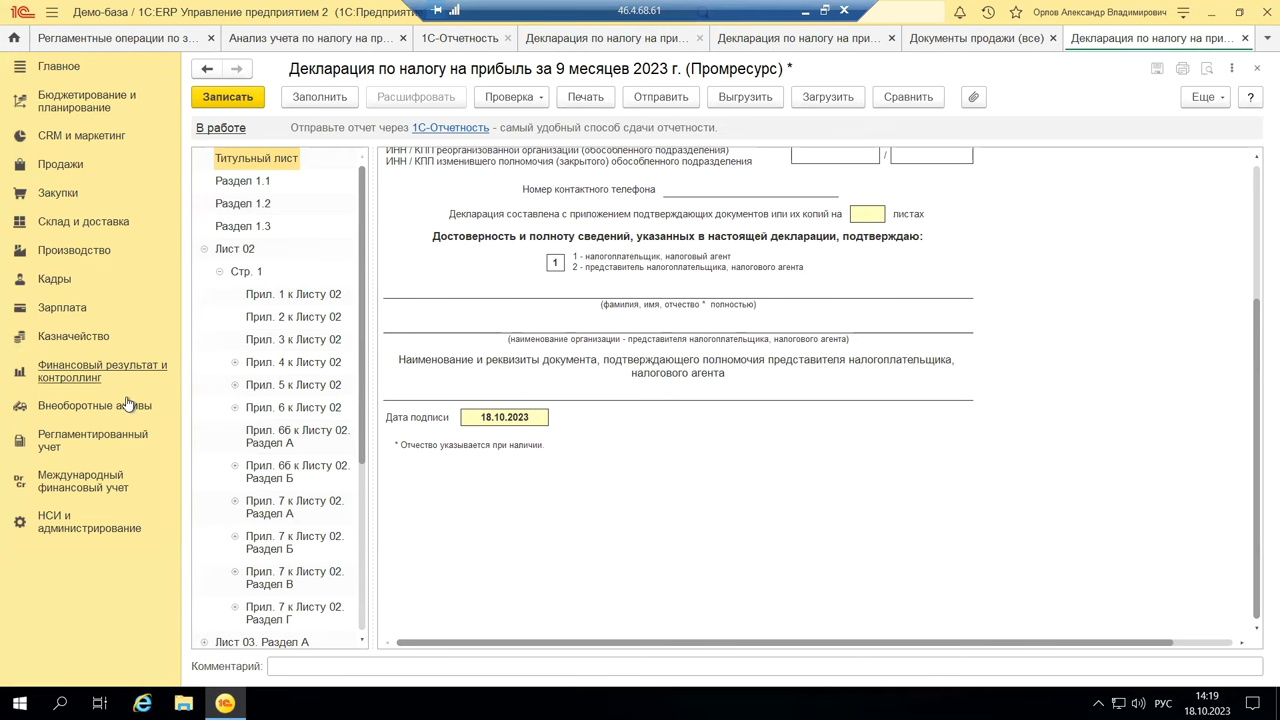 Демо-база / 1С:ERP Управление предприятием 2 (1С:Предприятие
46.4.68.61
Орлов Александр Владимирович
Регламентные операции по з... ×
Анализ учета по налогу на пр... ×
1С-Отчетность ×
Декларация по налогу на при... ×
Декларация по налогу на при... ×
Документы продажи (все) ×
Декларация по налогу на при... ×
Главное
Бюджетирование и
планирование
CRM и маркетинг
Продажи
Закупки
Склад и доставка
Производство
Кадры
Зарплата
Казначейство
Финансовый результат и
контроллинг
Внеоборотные активы
Регламентированный
учет
Международный
финансовый учет
НСИ и
администрирование
Декларация по налогу на прибыль за 9 месяцев 2023 г. (Промресурс) *
Записать
Заполнить
Расшифровать
Проверка
Печать
Отправить
Выгрузить
Загрузить
Сравнить
Еще
?
В работе
Отправьте отчет через 1С-Отчетность - самый удобный способ сдачи отчетности.
Титульный лист
Раздел 1.1
Раздел 1.2
Раздел 1.3
Лист 02
Стр. 1
Прил. 1 к Листу 02
Прил. 2 к Листу 02
Прил. 3 к Листу 02
Прил. 4 к Листу 02
Прил. 5 к Листу 02
Прил. 6 к Листу 02
Прил. 6б к Листу 02.
Раздел А
Прил. 6б к Листу 02.
Раздел Б
Прил. 7 к Листу 02.
Раздел А
Прил. 7 к Листу 02.
Раздел Б
Прил. 7 к Листу 02.
Раздел В
Прил. 7 к Листу 02.
Раздел Г
Лист 03. Раздел А
ИНН / КПП реорганизованной организации (обособленного подразделения)
ИНН / КПП изменившего полномочия (закрытого) обособленного подразделения
/
Номер контактного телефона
Декларация составлена с приложением подтверждающих документов или их копий на листах
Достоверность и полноту сведений, указанных в настоящей декларации, подтверждаю:
1
1 - налогоплательщик, налоговый агент
2 - представитель налогоплательщика, налогового агента
(фамилия, имя, отчество * полностью)
(наименование организации - представителя налогоплательщика, налогового агента)
Наименование и реквизиты документа, подтверждающего полномочия представителя налогоплательщика,
налогового агента
Дата подписи 18.10.2023
* Отчество указывается при наличии.
Комментарий:
РУС
14:19
18.10.2023